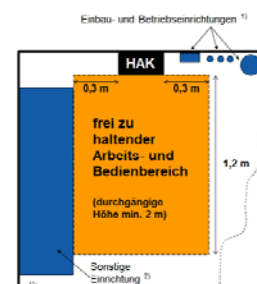 Einbau- und Betriebseinrichtungen ¹⁾
HAK
0,3 m
0,3 m
frei zu
haltender
Arbeits- und
Bedienbereich
1,2 m
(durchgängige
Höhe min. 2 m)
Sonstige
Einrichtung ²⁾